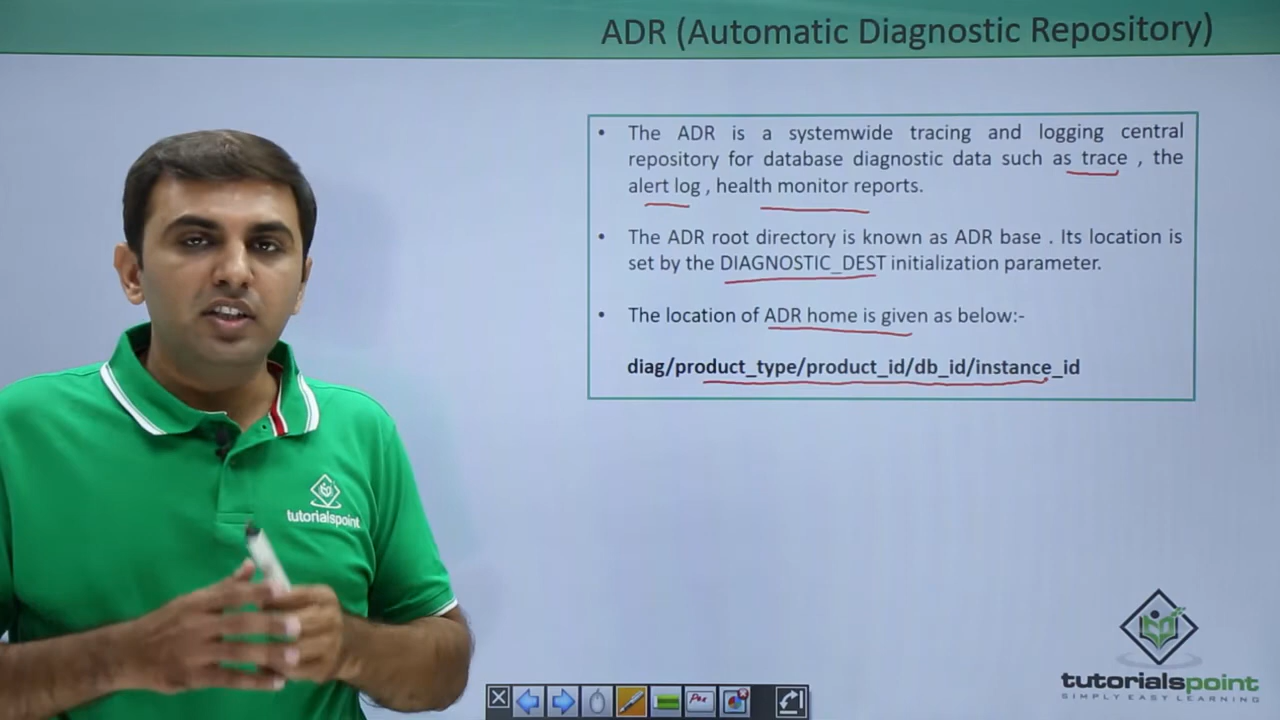 ADR (Automatic Diagnostic Repository)
• The ADR is a systemwide tracing and logging central
repository for database diagnostic data such as trace , the
alert log , health monitor reports.
• The ADR root directory is known as ADR base . Its location is
set by the DIAGNOSTIC_DEST initialization parameter.
• The location of ADR home is given as below:-
diag/product_type/product_id/db_id/instance_id
tutorialspoint
tutorialspoint
SIMPLY EASY LEARNING
Pen